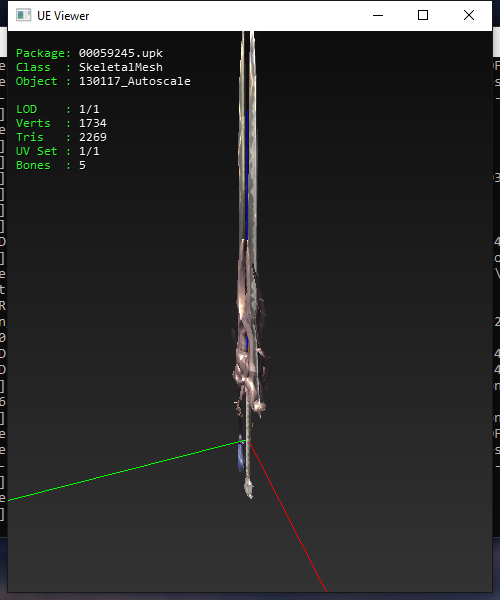 UE Viewer
Package: 00059245.upk
Class  : SkeletalMesh
Object : 130117_Autoscale
LOD    : 1/1
Verts  : 1734
Tris   : 2269
UV Set : 1/1
Bones  : 5